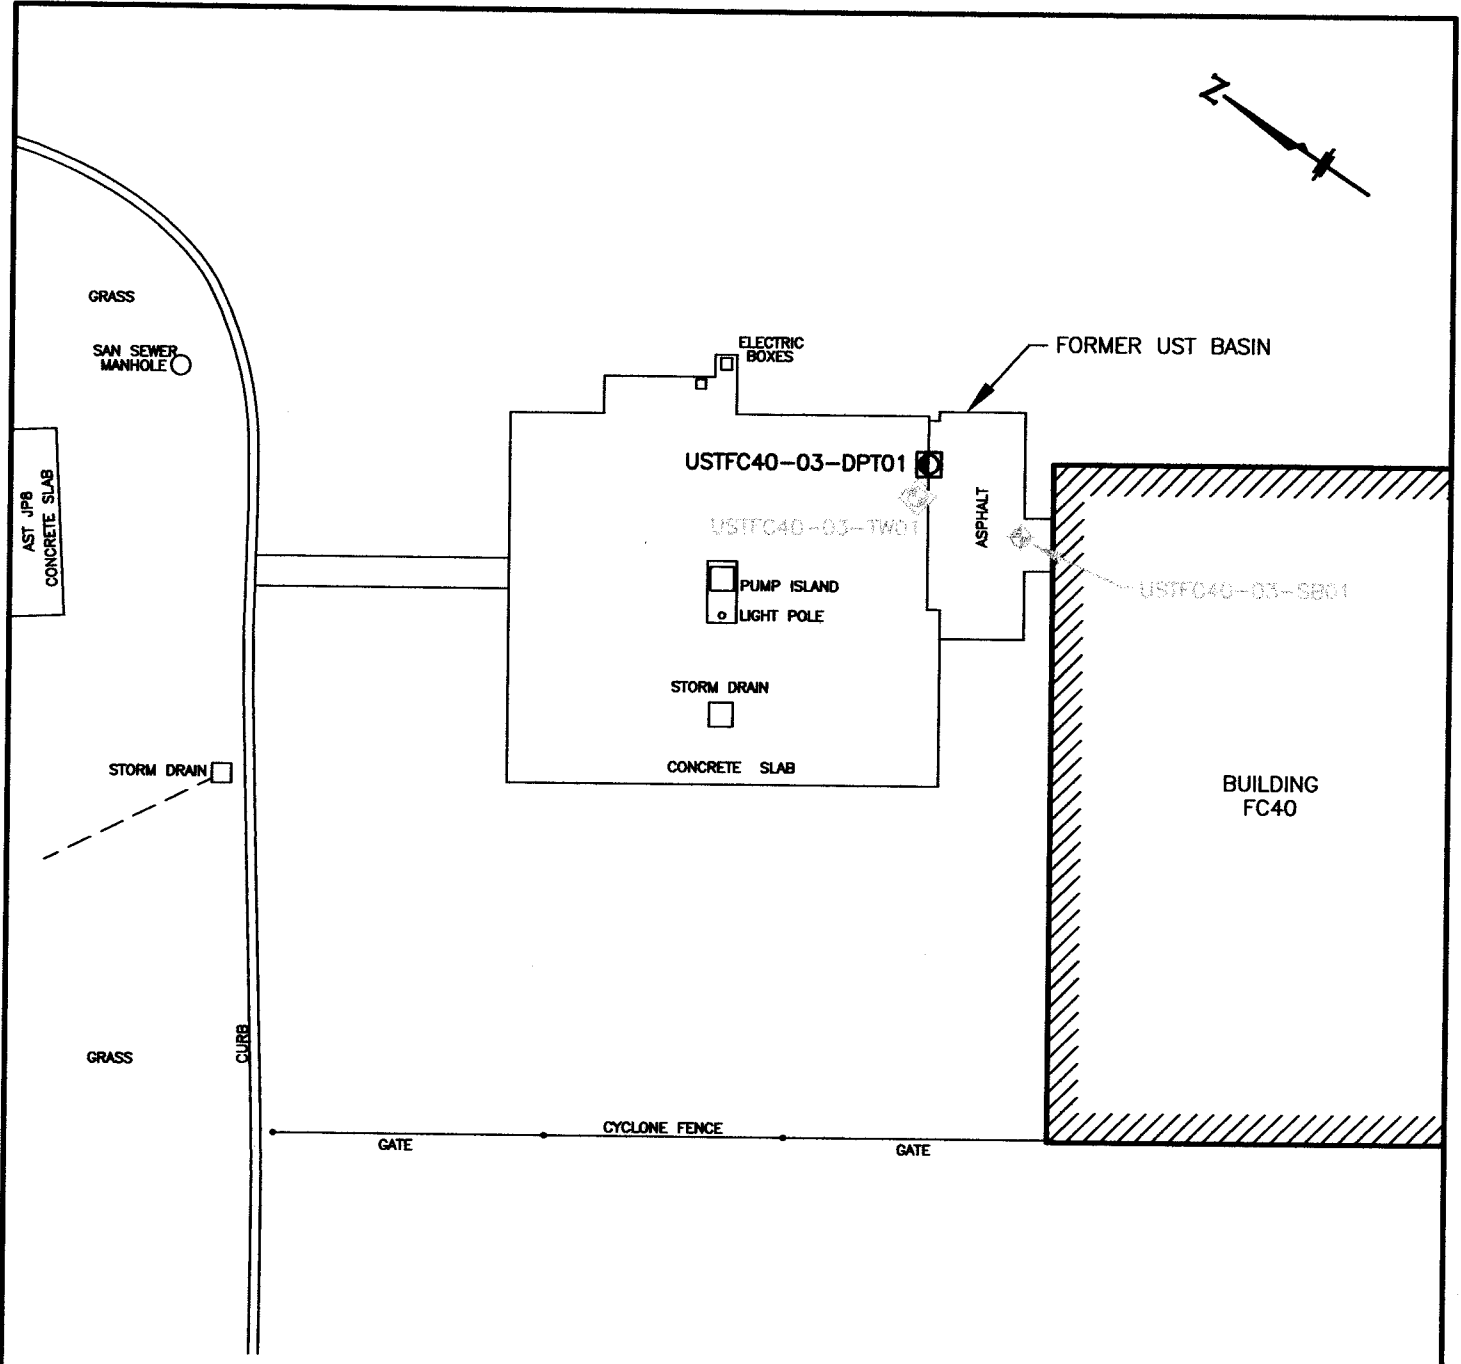 N
GRASS
SAN SEWER
MANHOLE
ELECTRIC
BOXES
FORMER UST BASIN
USTFC40-03-DPT01
USTFC40-03-TW01
ASPHALT
AST JP8
CONCRETE SLAB
PUMP ISLAND
LIGHT POLE
USTFC40-03-SB01
STORM DRAIN
STORM DRAIN
CONCRETE SLAB
BUILDING
FC40
CURB
GRASS
CYCLONE FENCE
GATE
GATE